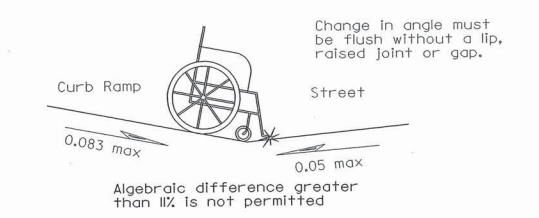 Change in angle must
be flush without a lip,
raised joint or gap.
Curb Ramp
Street
0.083 max
0.05 max
Algebraic difference greater
than 11% is not permitted